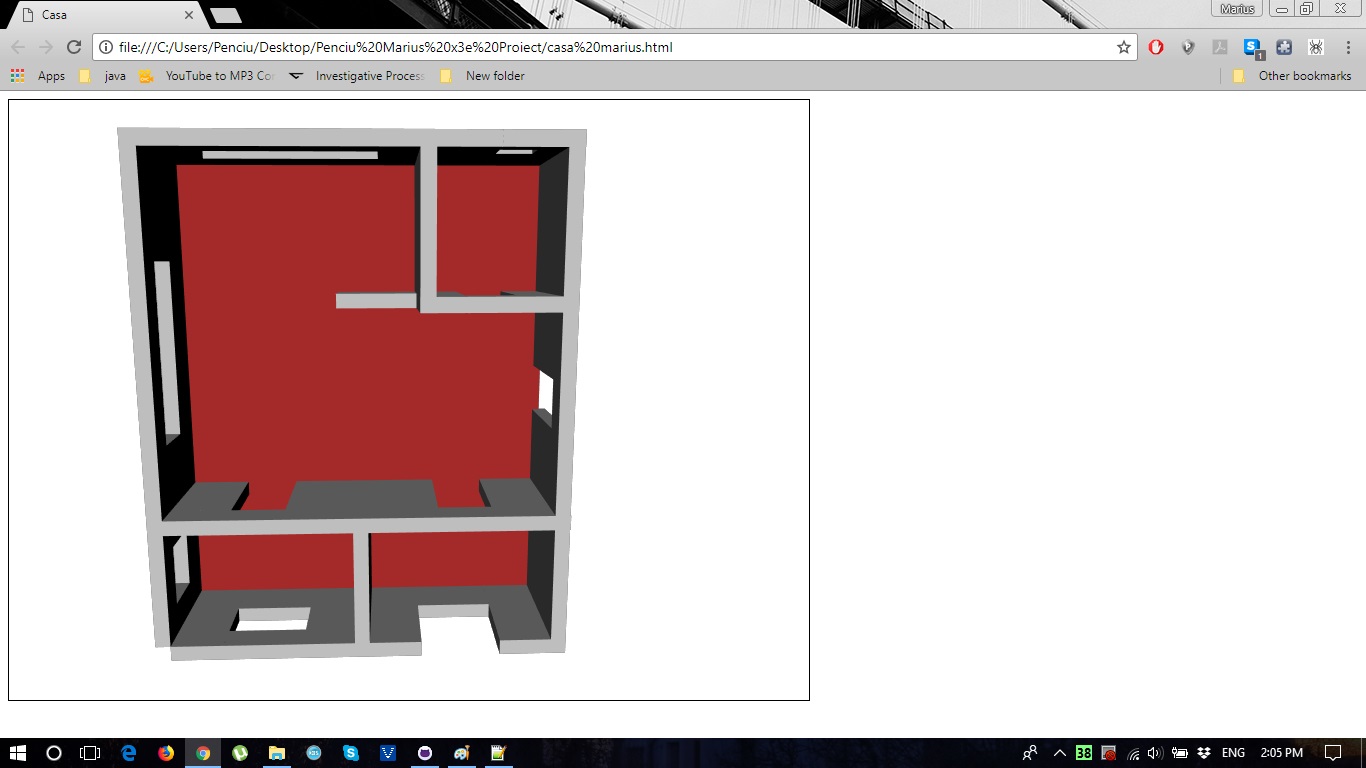 Casa
Marius
file:///C:/Users/Penciu/Desktop/Penciu%20Marius%20x3e%20Proiect/casa%20marius.html
1
Apps java YouTube to MP3 Co Investigative Process New folder Other bookmarks
38 ENG 2:05 PM